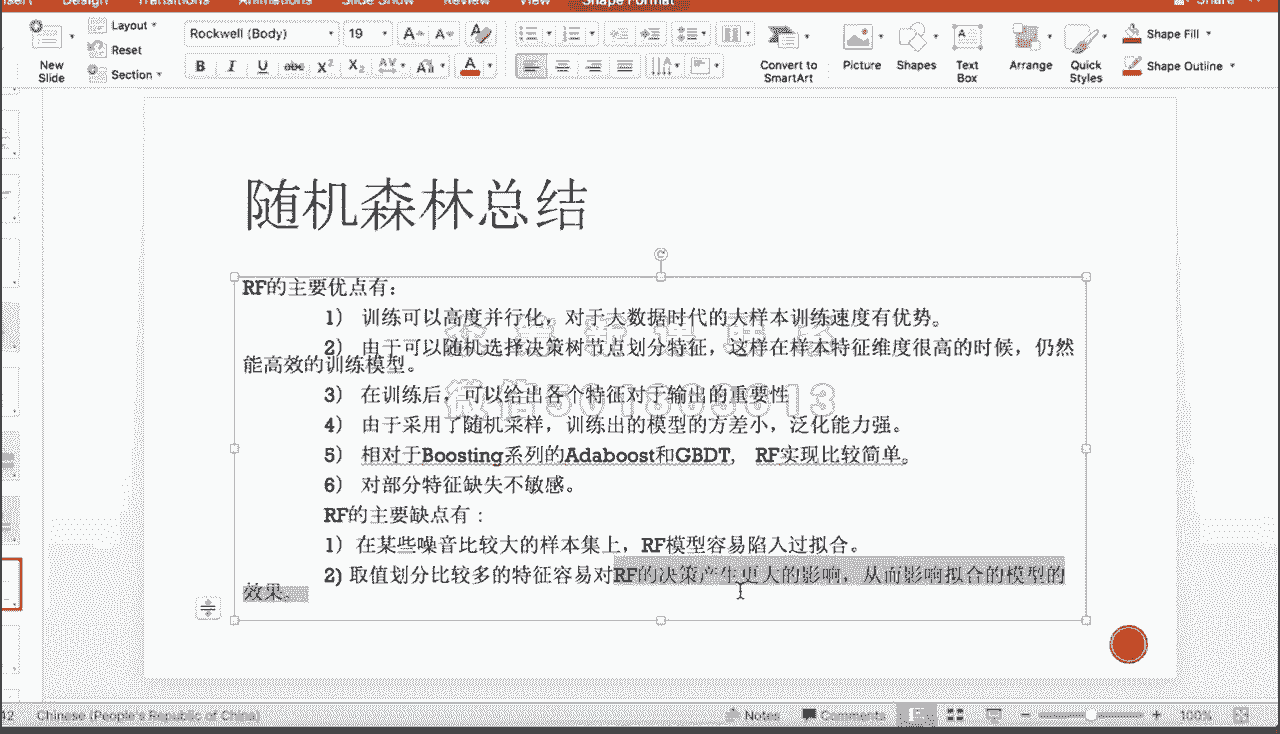 Insert Design Transitions Animations Slide Show Review View Shape Format Share
Layout
Rockwell (Body) 19
Reset
New Slide
Section
B I U abc X² X₂ AV Aa A
Convert to SmartArt
Picture
Shapes
Text Box
Arrange
Quick Styles
Shape Fill
Shape Outline
随机森林总结
RF的主要优点有：
1） 训练可以高度并行化，对于大数据时代的大样本训练速度有优势。
2） 由于可以随机选择决策树节点划分特征，这样在样本特征维度很高的时候，仍然
能高效的训练模型。
3） 在训练后，可以给出各个特征对于输出的重要性
4） 由于采用了随机采样，训练出的模型的方差小，泛化能力强。
5） 相对于Boosting系列的Adaboost和GBDT， RF实现比较简单。
6） 对部分特征缺失不敏感。
RF的主要缺点有：
1）在某些噪音比较大的样本集上，RF模型容易陷入过拟合。
2) 取值划分比较多的特征容易对RF的决策产生更大的影响，从而影响拟合的模型的
效果。
42 Chinese (People's Republic of China) Notes Comments 100%